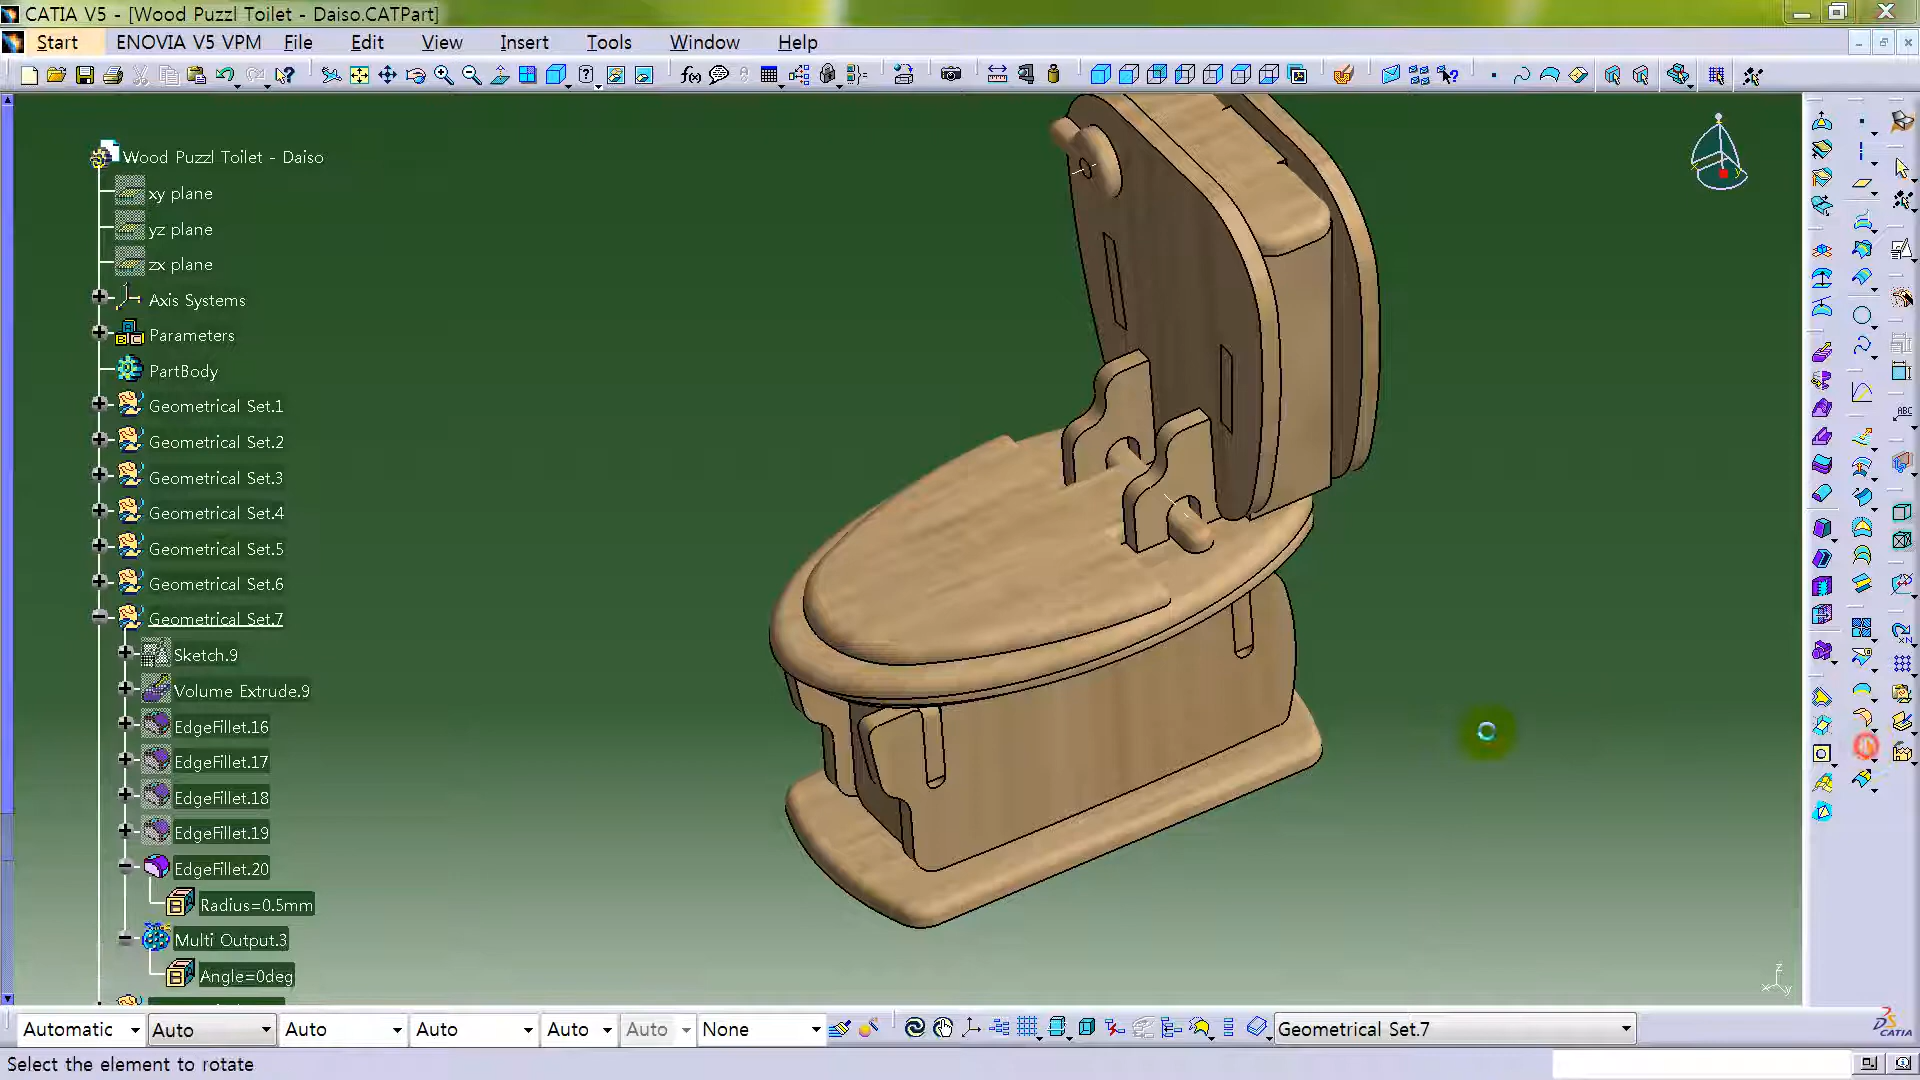 CATIA V5 - [Wood Puzzl Toilet - Daiso.CATPart]
Start ENOVIA V5 VPM File Edit View Insert Tools Window Help
Wood Puzzl Toilet - Daiso
xy plane
yz plane
zx plane
Axis Systems
Parameters
PartBody
Geometrical Set.1
Geometrical Set.2
Geometrical Set.3
Geometrical Set.4
Geometrical Set.5
Geometrical Set.6
Geometrical Set.7
Sketch.9
Volume Extrude.9
EdgeFillet.16
EdgeFillet.17
EdgeFillet.18
EdgeFillet.19
EdgeFillet.20
Radius=0.5mm
Multi Output.3
Angle=0deg
Automatic Auto Auto Auto Auto Auto None Geometrical Set.7
Select the element to rotate
CATIA